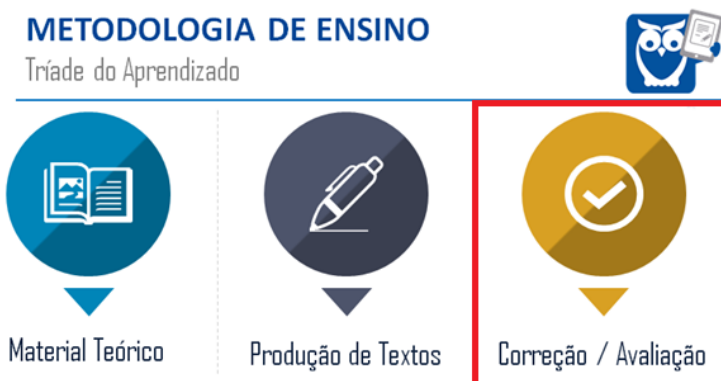 METODOLOGIA DE ENSINO
Tríade do Aprendizado
Material Teórico
Produção de Textos
Correção / Avaliação